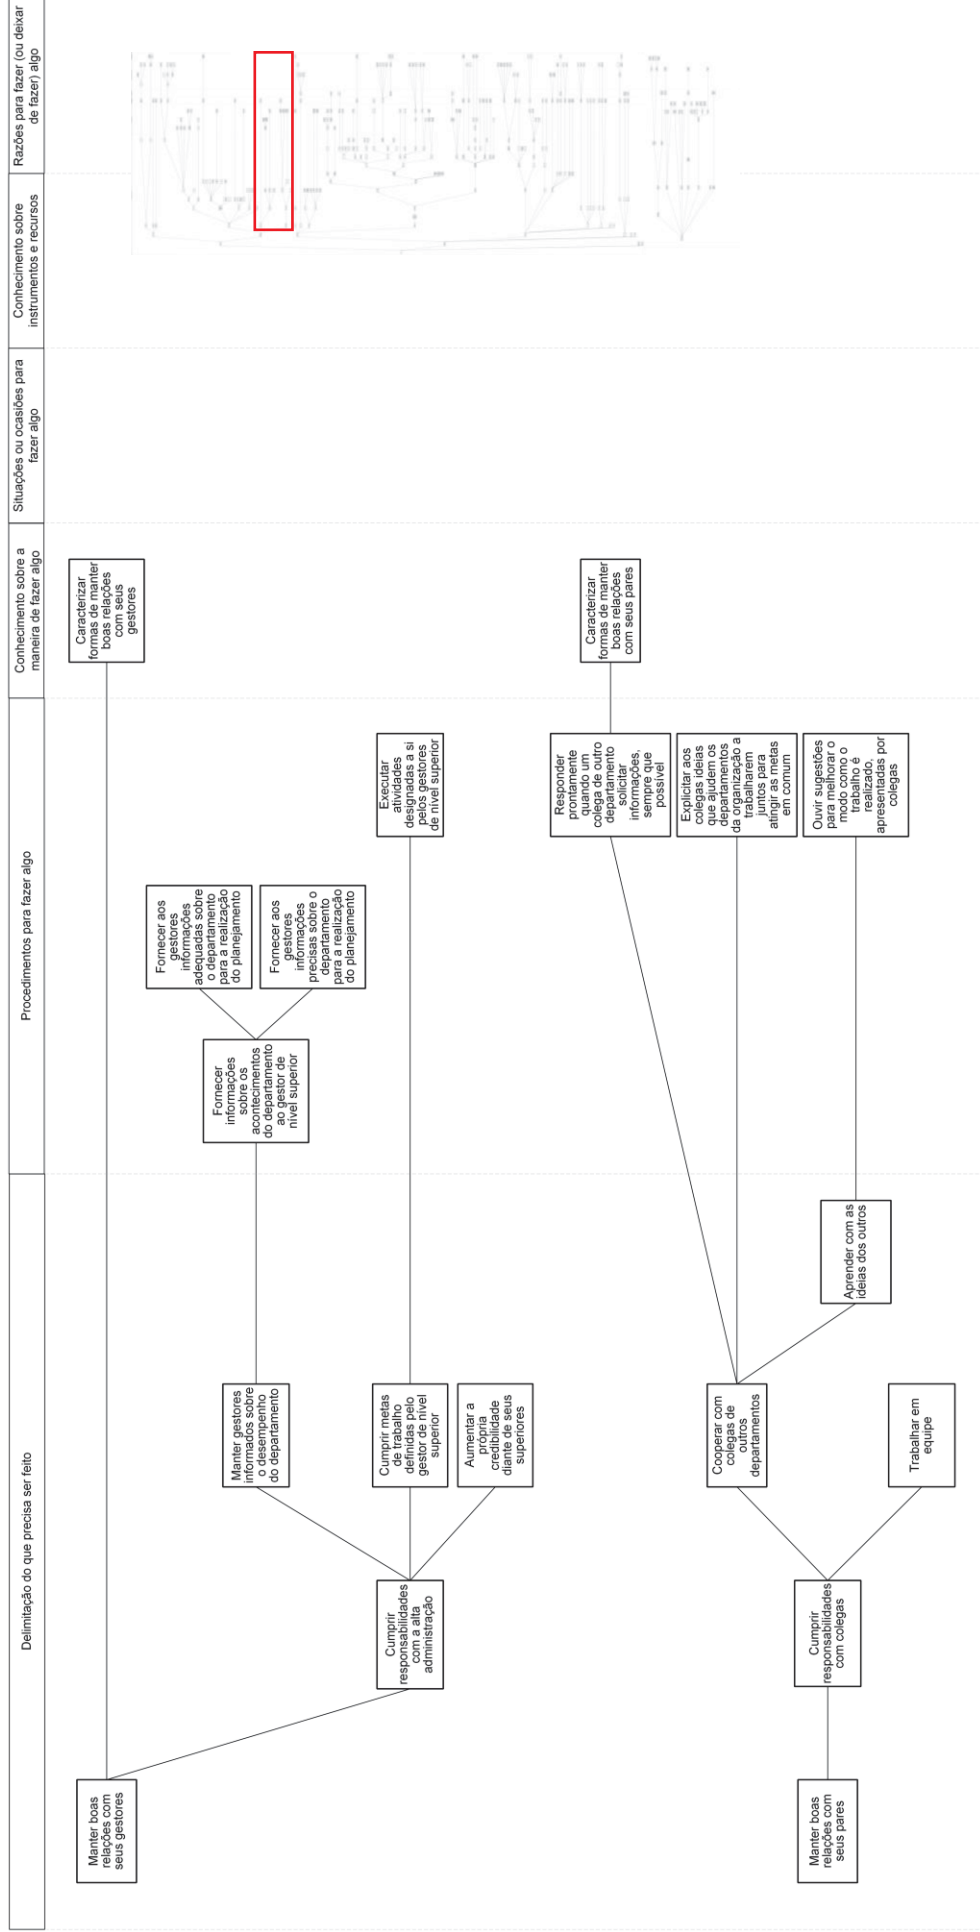 Delimitação do que precisa ser feito
Procedimentos para fazer algo
Conhecimento sobre a
maneira de fazer algo
Situações ou ocasiões para
fazer algo
Conhecimento sobre
instrumentos e recursos
Razões para fazer (ou deixar
de fazer) algo
Manter boas
relações com
seus gestores
Caracterizar
formas de manter
boas relações
com seus
gestores
Cumprir
responsabilidades
com a alta
administração
Manter gestores
informados sobre
o desempenho
do departamento
Fornecer
informações
sobre os
acontecimentos
do departamento
ao gestor de
nível superior
Fornecer aos
gestores
informações
adequadas sobre
o departamento
para a realização
do planejamento
Fornecer aos
gestores
informações
precisas sobre o
departamento
para a realização
do planejamento
Cumprir metas
de trabalho
definidas pelo
gestor de nível
superior
Executar
atividades
designadas a si
pelos gestores
de nível superior
Aumentar a
própria
credibilidade
diante de seus
superiores
Manter boas
relações com
seus pares
Cumprir
responsabilidades
com colegas
Cooperar com
colegas de
outros
departamentos
Responder
prontamente
quando um
colega de outro
departamento
solicitar
informações,
sempre que
possível
Caracterizar
formas de manter
boas relações
com seus pares
Explicitar aos
colegas ideias
que ajudem os
departamentos
da organização a
trabalharem
juntos para
atingir as metas
em comum
Aprender com as
ideias dos outros
Ouvir sugestões
para melhorar o
modo como o
trabalho é
realizado,
apresentadas por
colegas
Trabalhar em
equipe